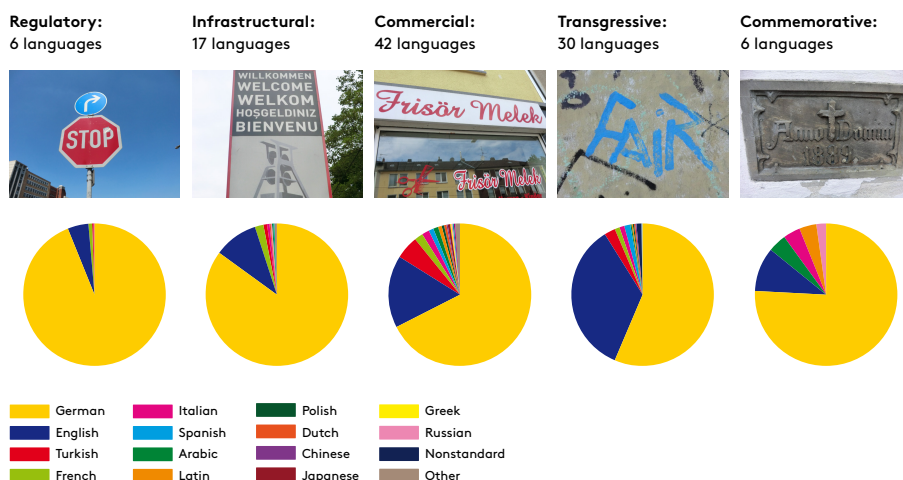 Regulatory:
6 languages
Infrastructural:
17 languages
Commercial:
42 languages
Transgressive:
30 languages
Commemorative:
6 languages
STOP
WILLKOMMEN
WELCOME
WELKOM
HOŞGELDINIZ
BIENVENU
Frisör Melek
Frisör Melek
FAIR
Anno Domini
1889
German
English
Turkish
French
Italian
Spanish
Arabic
Latin
Polish
Dutch
Chinese
Japanese
Greek
Russian
Nonstandard
Other